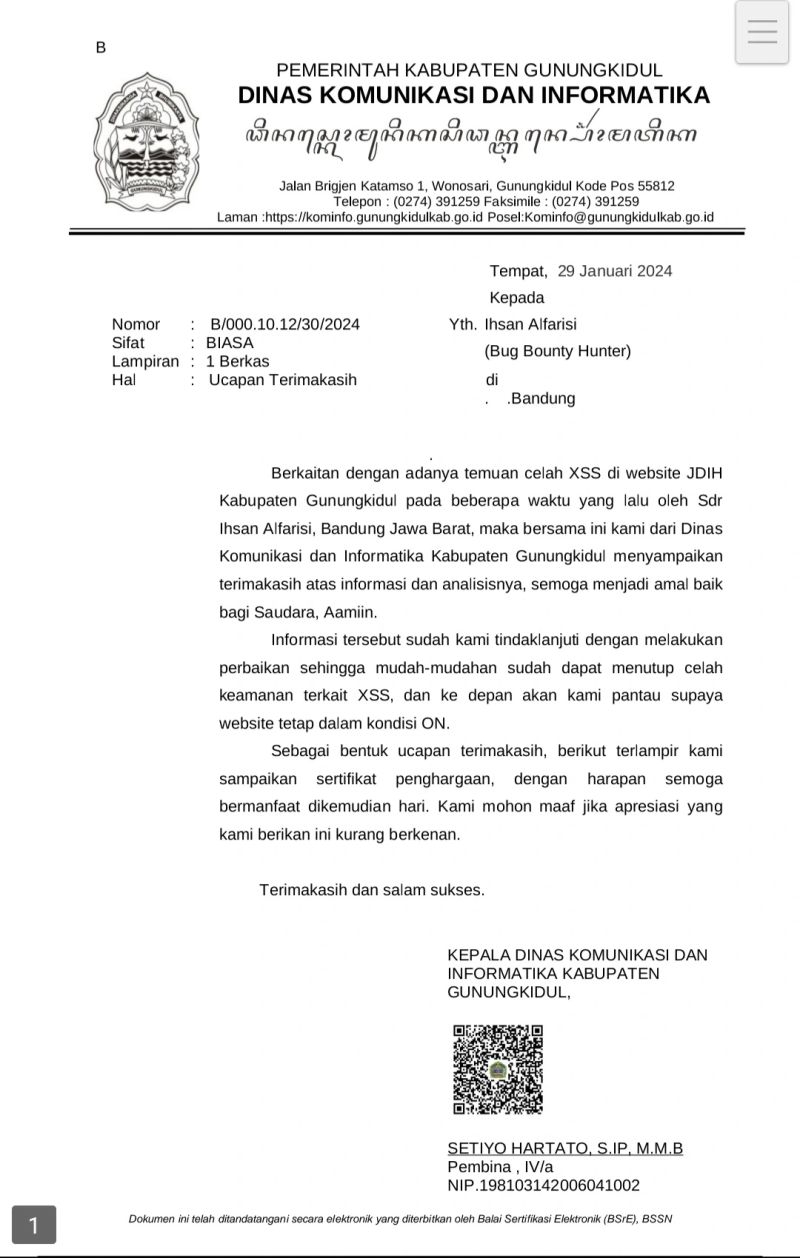 B
PEMERINTAH KABUPATEN GUNUNGKIDUL
DINAS KOMUNIKASI DAN INFORMATIKA
Jalan Brigjen Katamso 1, Wonosari, Gunungkidul Kode Pos 55812
Telepon : (0274) 391259 Faksimile : (0274) 391259
Laman :https://kominfo.gunungkidulkab.go.id Posel:Kominfo@gunungkidulkab.go.id
Tempat, 29 Januari 2024
Kepada
Nomor : B/000.10.12/30/2024
Sifat : BIASA
Lampiran : 1 Berkas
Hal : Ucapan Terimakasih
Yth. Ihsan Alfarisi
(Bug Bounty Hunter)
di
. .Bandung
.
Berkaitan dengan adanya temuan celah XSS di website JDIH
Kabupaten Gunungkidul pada beberapa waktu yang lalu oleh Sdr
Ihsan Alfarisi, Bandung Jawa Barat, maka bersama ini kami dari Dinas
Komunikasi dan Informatika Kabupaten Gunungkidul menyampaikan
terimakasih atas informasi dan analisisnya, semoga menjadi amal baik
bagi Saudara, Aamiin.
Informasi tersebut sudah kami tindaklanjuti dengan melakukan
perbaikan sehingga mudah-mudahan sudah dapat menutup celah
keamanan terkait XSS, dan ke depan akan kami pantau supaya
website tetap dalam kondisi ON.
Sebagai bentuk ucapan terimakasih, berikut terlampir kami
sampaikan sertifikat penghargaan, dengan harapan semoga
bermanfaat dikemudian hari. Kami mohon maaf jika apresiasi yang
kami berikan ini kurang berkenan.
Terimakasih dan salam sukses.
KEPALA DINAS KOMUNIKASI DAN
INFORMATIKA KABUPATEN
GUNUNGKIDUL,
SETIYO HARTATO, S.IP, M.M.B
Pembina , IV/a
NIP.198103142006041002
Dokumen ini telah ditandatangani secara elektronik yang diterbitkan oleh Balai Sertifikasi Elektronik (BSrE), BSSN
1